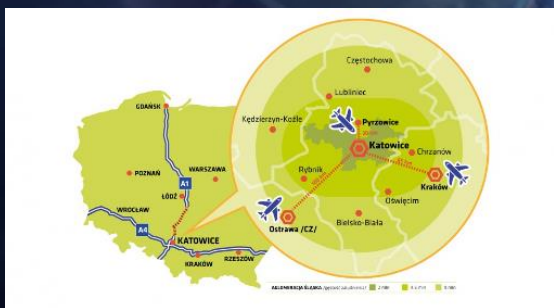 GDAŃSK
POZNAŃ
WARSZAWA
A1
ŁÓDŹ
WROCŁAW
A4
KATOWICE
KRAKÓW
RZESZÓW
Częstochowa
Lubliniec
Kędzierzyn-Koźle
Pyrzowice
Katowice
Chrzanów
Rybnik
Kraków
Oświęcim
Ostrawa /CZ/
Bielsko-Biała
AGLOMERACJA ŚLĄSKA